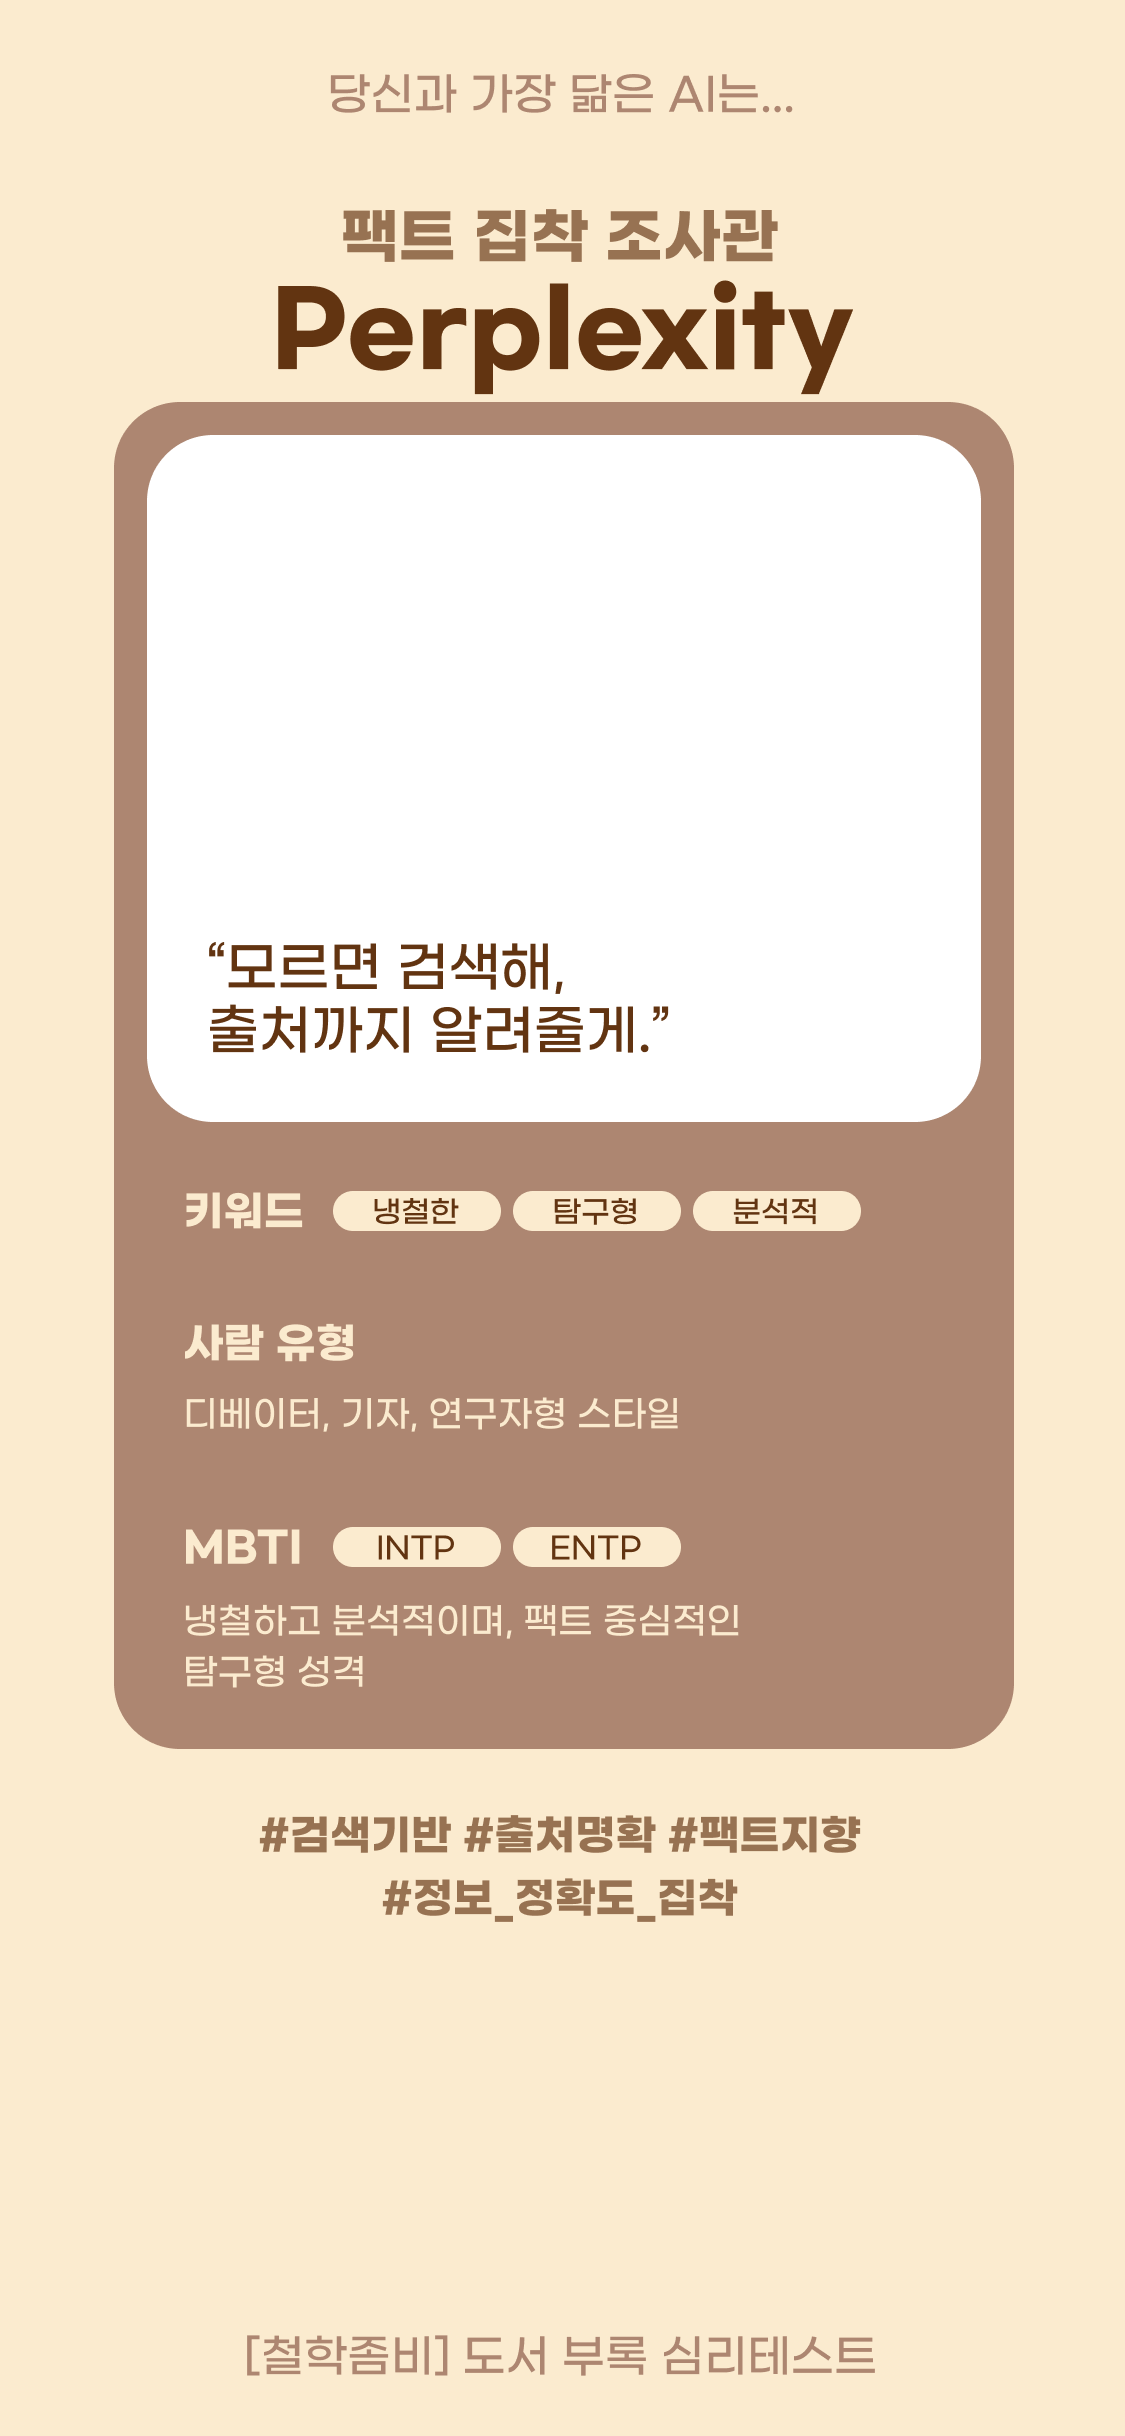 당신과 가장 닮은 AI는...
팩트 집착 조사관
Perplexity
“모르면 검색해,
출처까지 알려줄게.”
키워드 냉철한 탐구형 분석적
사람 유형
디베이터, 기자, 연구자형 스타일
MBTI INTP ENTP
냉철하고 분석적이며, 팩트 중심적인
탐구형 성격
#검색기반 #출처명확 #팩트지향
#정보_정확도_집착
[철학좀비] 도서 부록 심리테스트